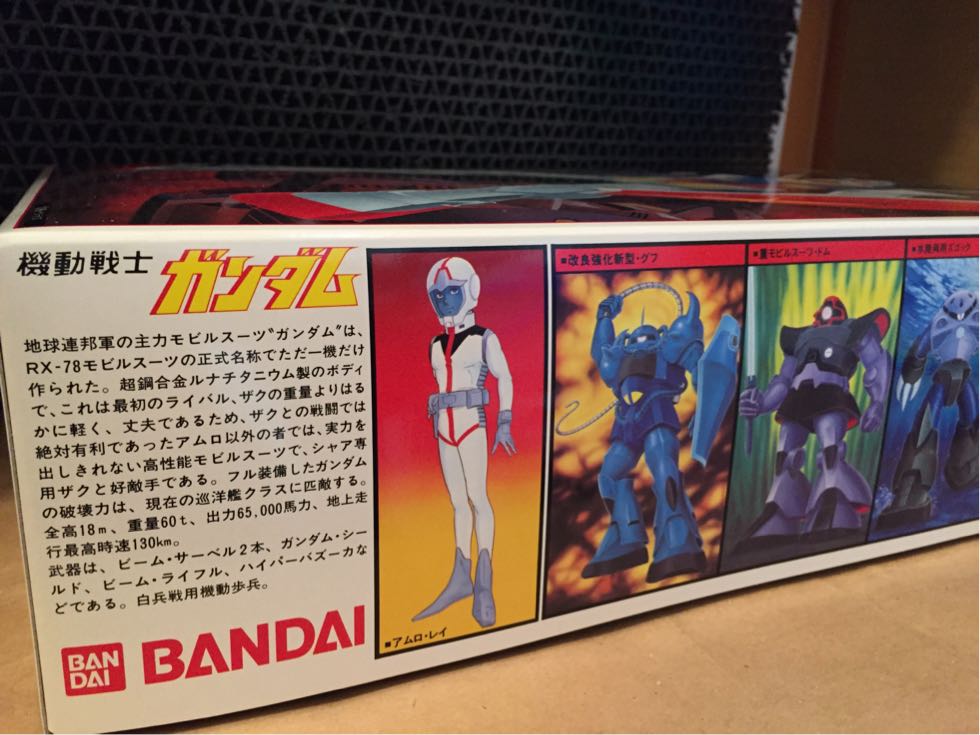 機動戦士
ガンダム
地球連邦軍の主力モビルスーツ“ガンダム”は、
RX-78モビルスーツの正式名称でただ一機だけ
作られた。超鋼合金ルナチタニウム製のボディ
で、これは最初のライバル、ザクの重量よりはる
かに軽く、丈夫であるため、ザクとの戦闘では
絶対有利であったアムロ以外の者では、実力を
出しきれない高性能モビルスーツで、シャア専
用ザクと好敵手である。フル装備したガンダム
の破壊力は、現在の巡洋艦クラスに匹敵する。
全高18m、重量60t、出力65,000馬力、地上走
行最高時速130km。
武器は、ビーム・サーベル2本、ガンダム・シー
ルド、ビーム・ライフル、ハイパーバズーカな
どである。白兵戦用機動歩兵。
BAN
DAI
BANDAI
■アムロ・レイ
■改良強化新型・グフ
■重モビルスーツ・ドム
■水陸両用ズゴック